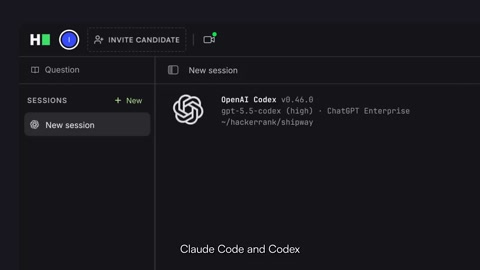 H
I
INVITE CANDIDATE
Question
New session
SESSIONS
+ New
New session
OpenAI Codex v0.46.0
gpt-5.5-codex (high) · ChatGPT Enterprise
~/hackerrank/shipway
Claude Code and Codex